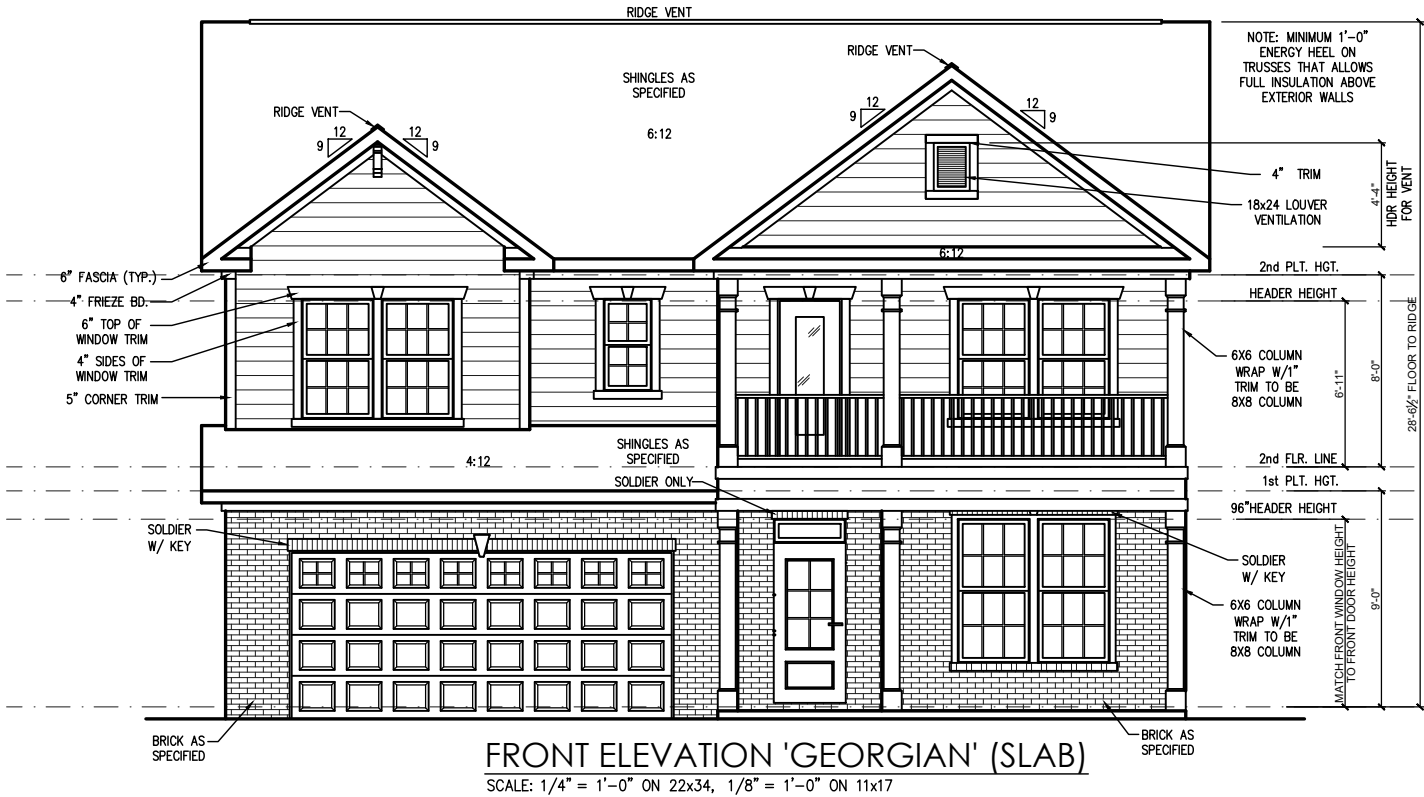 RIDGE VENT
NOTE: MINIMUM 1'-0"
ENERGY HEEL ON
TRUSSES THAT ALLOWS
FULL INSULATION ABOVE
EXTERIOR WALLS
RIDGE VENT
SHINGLES AS
SPECIFIED
6:12
12
9
12
9
RIDGE VENT
12
9
12
9
4" TRIM
18x24 LOUVER
VENTILATION
4'-4"
HDR HEIGHT
FOR VENT
6:12
6" FASCIA (TYP.)
4" FRIEZE BD.
6" TOP OF
WINDOW TRIM
4" SIDES OF
WINDOW TRIM
5" CORNER TRIM
2nd PLT. HGT.
HEADER HEIGHT
6X6 COLUMN
WRAP W/1"
TRIM TO BE
8X8 COLUMN
6'-11"
8'-0"
28'-6½" FLOOR TO RIDGE
SHINGLES AS
SPECIFIED
4:12
2nd FLR. LINE
1st PLT. HGT.
SOLDIER ONLY
96"HEADER HEIGHT
SOLDIER
W/ KEY
SOLDIER
W/ KEY
6X6 COLUMN
WRAP W/1"
TRIM TO BE
8X8 COLUMN
MATCH FRONT WINDOW HEIGHT
TO FRONT DOOR HEIGHT
9'-0"
BRICK AS
SPECIFIED
BRICK AS
SPECIFIED
FRONT ELEVATION 'GEORGIAN' (SLAB)
SCALE: 1/4" = 1'-0" ON 22x34, 1/8" = 1'-0" ON 11x17